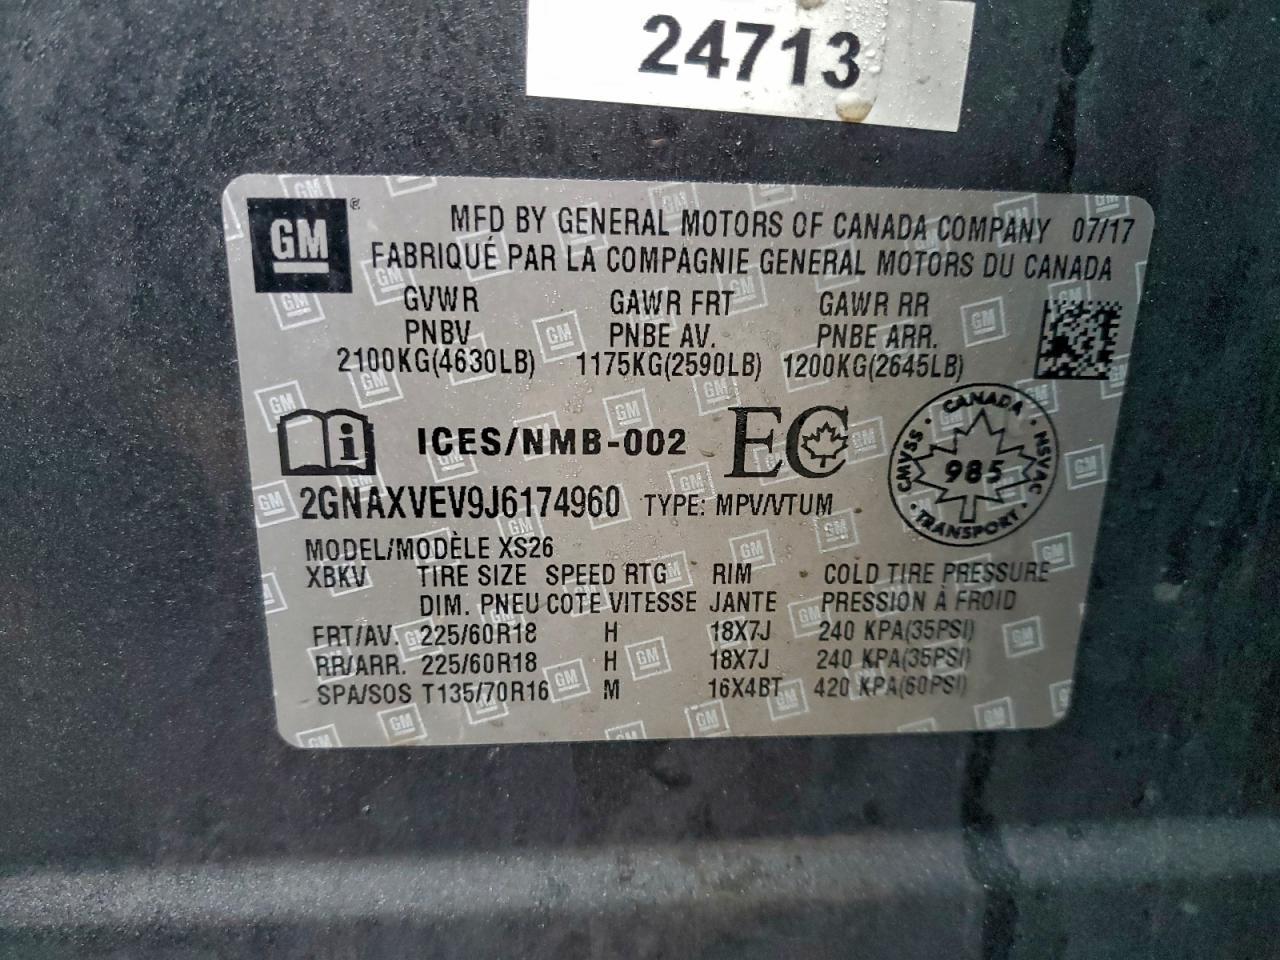 24713
GM ®
MFD BY GENERAL MOTORS OF CANADA COMPANY 07/17
FABRIQUÉ PAR LA COMPAGNIE GENERAL MOTORS DU CANADA
GVWR GAWR FRT GAWR RR
PNBV PNBE AV. PNBE ARR.
2100KG(4630LB) 1175KG(2590LB) 1200KG(2645LB)
i ICES/NMB-002 EC
CANADA
CMVSS 985 NSVAC
TRANSPORT
2GNAXVEV9J6174960 TYPE: MPV/VTUM
MODEL/MODÈLE XS26
XBKV TIRE SIZE SPEED RTG RIM COLD TIRE PRESSURE
DIM. PNEU COTE VITESSE JANTE PRESSION À FROID
FRT/AV. 225/60R18 H 18X7J 240 KPA(35PSI)
RR/ARR. 225/60R18 H 18X7J 240 KPA(35PSI)
SPA/SOS T135/70R16 M 16X4BT 420 KPA(60PSI)